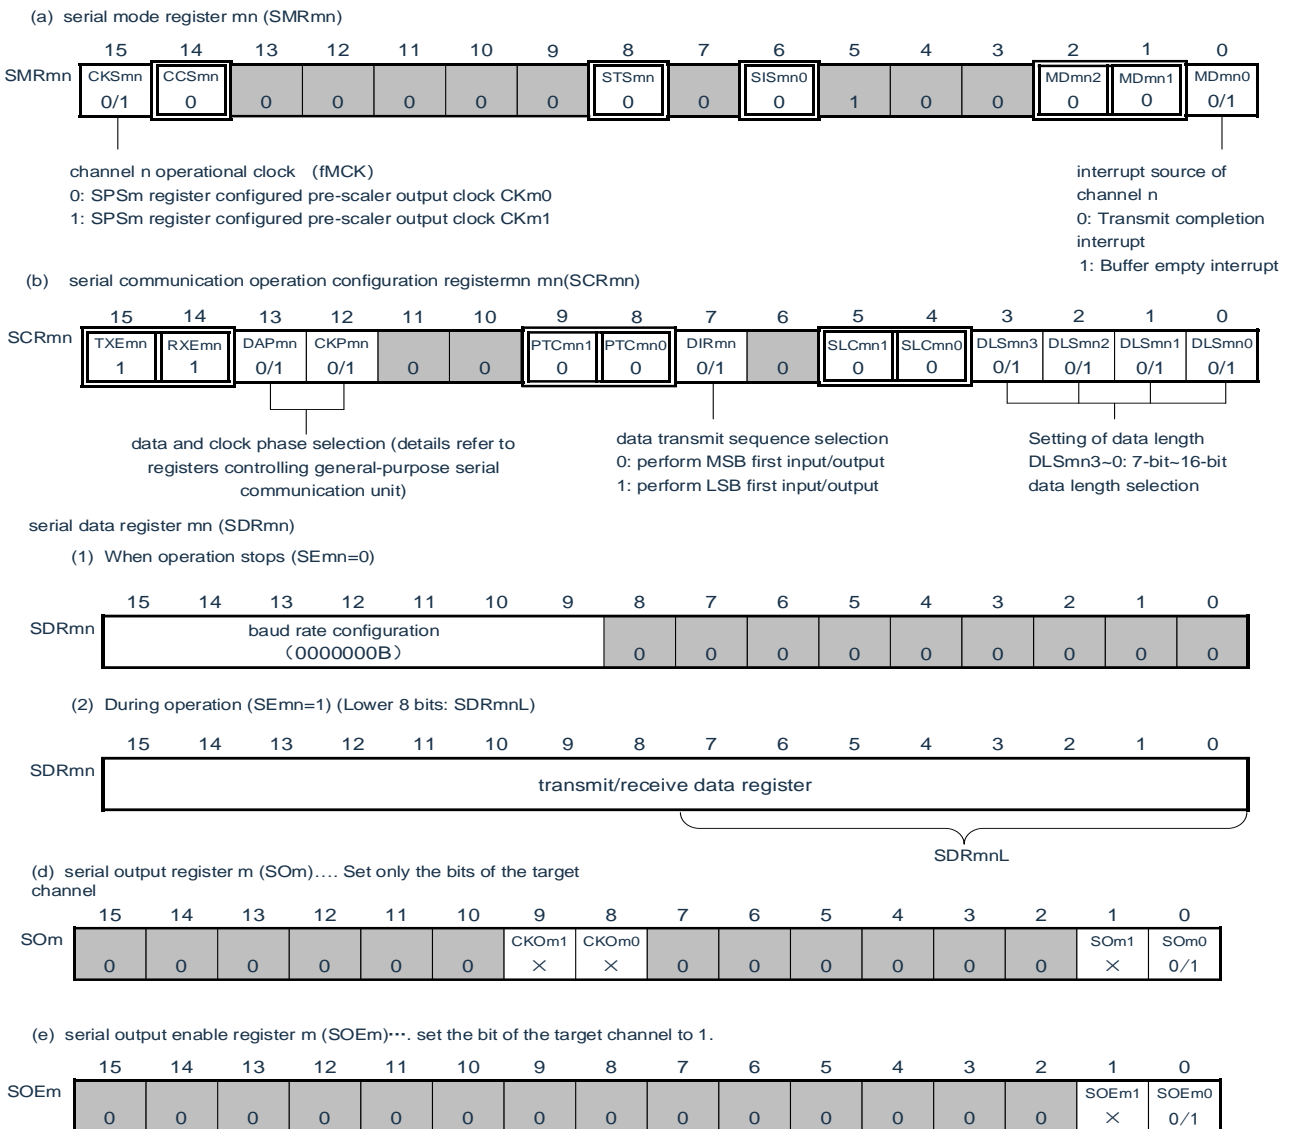 (a) serial mode register mn (SMRmn)
15 14 13 12 11 10 9 8 7 6 5 4 3 2 1 0
SMRmn CKSmn CCSmn STSmn SISmn0 MDmn2 MDmn1 MDmn0
0/1 0 0 0 0 0 0 0 0 0 1 0 0 0 0 0/1
channel n operational clock （fMCK）
0: SPSm register configured pre-scaler output clock CKm0
1: SPSm register configured pre-scaler output clock CKm1
interrupt source of
channel n
0: Transmit completion
interrupt
1: Buffer empty interrupt
(b) serial communication operation configuration registermn mn(SCRmn)
15 14 13 12 11 10 9 8 7 6 5 4 3 2 1 0
SCRmn TXEmn RXEmn DAPmn CKPmn PTCmn1 PTCmn0 DIRmn SLCmn1 SLCmn0 DLSmn3 DLSmn2 DLSmn1 DLSmn0
1 1 0/1 0/1 0 0 0 0 0/1 0 0 0 0/1 0/1 0/1 0/1
data and clock phase selection (details refer to
registers controlling general-purpose serial
communication unit)
data transmit sequence selection
0: perform MSB first input/output
1: perform LSB first input/output
Setting of data length
DLSmn3~0: 7-bit~16-bit
data length selection
serial data register mn (SDRmn)
(1) When operation stops (SEmn=0)
15 14 13 12 11 10 9 8 7 6 5 4 3 2 1 0
SDRmn baud rate configuration
（0000000B） 0 0 0 0 0 0 0 0 0
(2) During operation (SEmn=1) (Lower 8 bits: SDRmnL)
15 14 13 12 11 10 9 8 7 6 5 4 3 2 1 0
SDRmn transmit/receive data register
SDRmnL
(d) serial output register m (SOm)…. Set only the bits of the target
channel
15 14 13 12 11 10 9 8 7 6 5 4 3 2 1 0
SOm CKOm1 CKOm0 SOm1 SOm0
0 0 0 0 0 0 × × 0 0 0 0 0 0 × 0/1
(e) serial output enable register m (SOEm)···. set the bit of the target channel to 1.
15 14 13 12 11 10 9 8 7 6 5 4 3 2 1 0
SOEm SOEm1 SOEm0
0 0 0 0 0 0 0 0 0 0 0 0 0 0 × 0/1